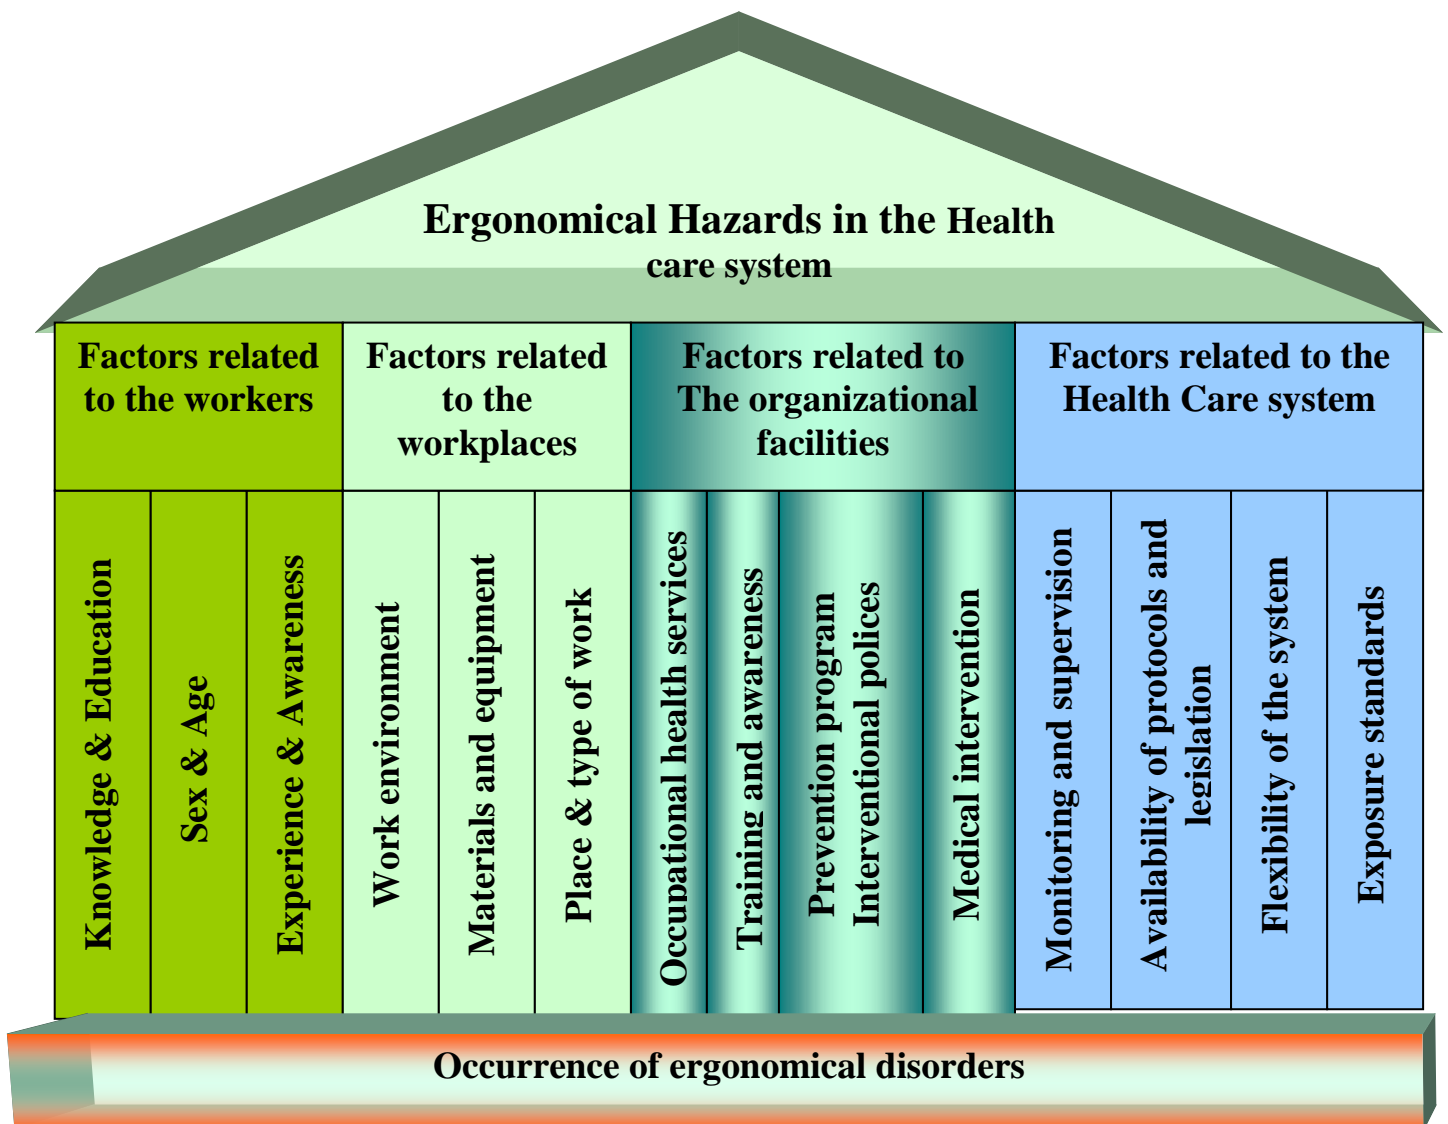 Ergonomical Hazards in the Health
care system
Factors related
to the workers
Factors related
to the
workplaces
Factors related to
The organizational
facilities
Factors related to the
Health Care system
Knowledge & Education
Sex & Age
Experience & Awareness
Work environment
Materials and equipment
Place & type of work
Occupational health services
Training and awareness
Prevention program
Interventional polices
Medical intervention
Monitoring and supervision
Availability of protocols and
legislation
Flexibility of the system
Exposure standards
Occurrence of ergonomical disorders